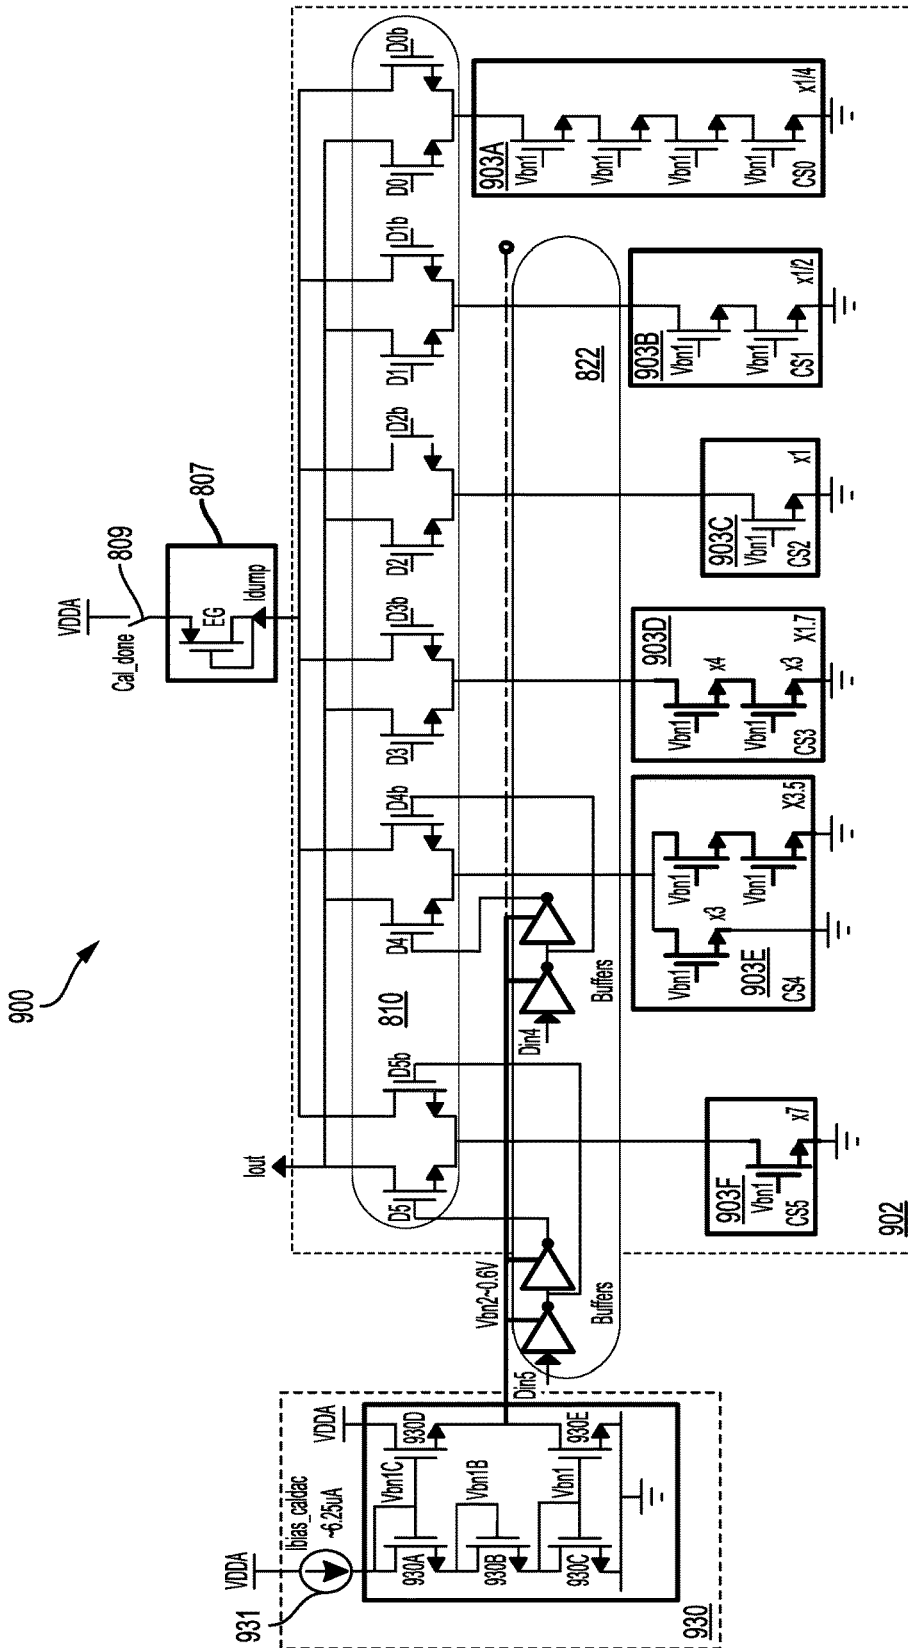 900
VDDA
Cal_done
809
807
EG
Idump
Iout
810
D5
D5b
D4
D4b
D3
D3b
D2
D2b
D1
D1b
D0
D0b
VDDA
931
Ibias_caldac
~6.25uA
VDDA
Vbn1C
930A
930D
Vbn1B
930B
Vbn1
930C
930E
930
Vbn2~0.6V
Din5
Buffers
Din4
Buffers
822
903F
Vbn1
CS5
x7
Vbn1
x3
903E
CS4
Vbn1
Vbn1
X3.5
903D
Vbn1
x4
Vbn1
x3
CS3
X1.7
903C
Vbn1
CS2
x1
903B
Vbn1
Vbn1
CS1
x1/2
903A
Vbn1
Vbn1
Vbn1
Vbn1
CS0
x1/4
902